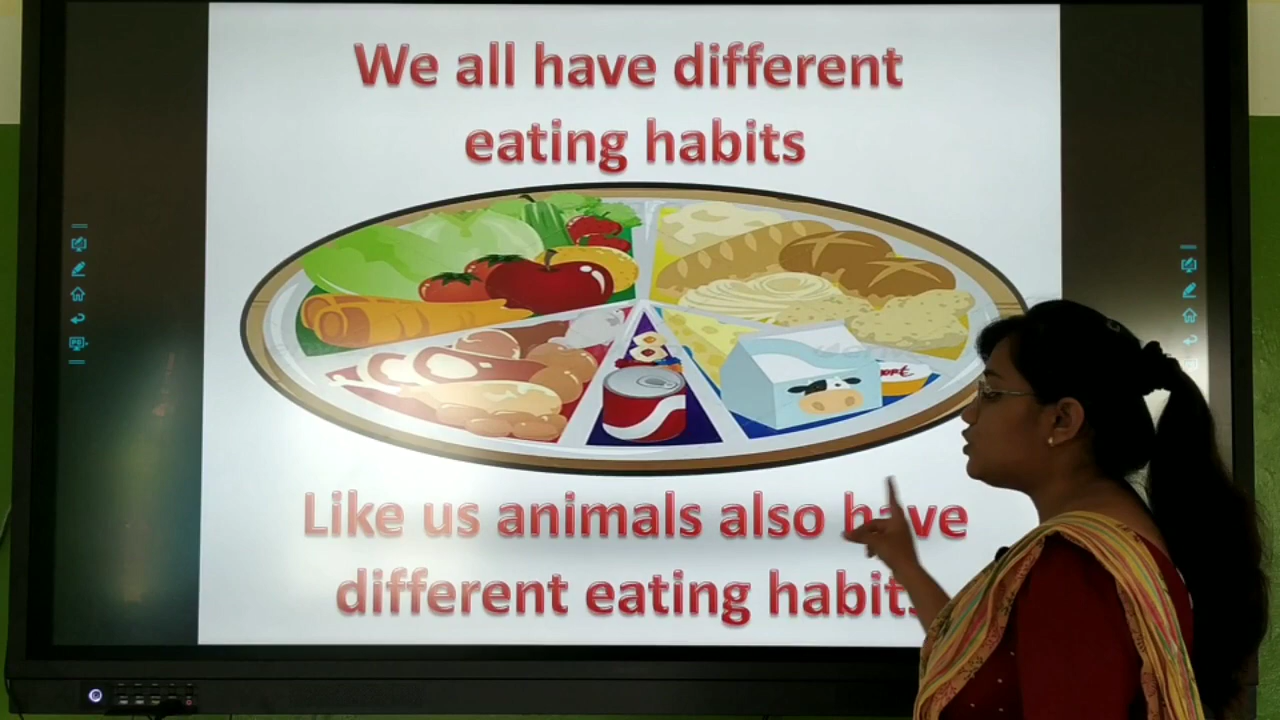 We all have different
eating habits
Like us animals also have
different eating habits